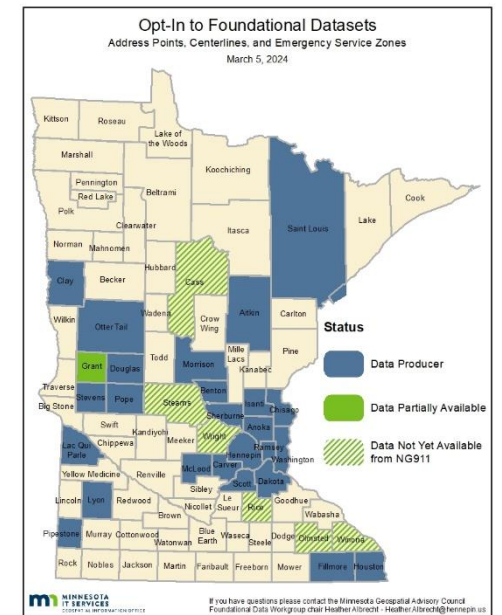 Opt-In to Foundational Datasets
Address Points, Centerlines, and Emergency Service Zones
March 5, 2024
Kittson
Roseau
Lake of
the Woods
Marshall
Koochiching
Pennington
Red Lake
Beltrami
Cook
Polk
Clearwater
Itasca
Saint Louis
Lake
Norman
Mahnomen
Hubbard
Cass
Clay
Becker
Wadena
Crow
Wing
Aitkin
Carlton
Wilkin
Otter Tail
Status
Pine
Todd
Morrison
Mille
Lacs
Kanabec
Data Producer
Grant
Douglas
Traverse
Stevens
Pope
Benton
Isanti
Chisago
Big Stone
Stearns
Sherburne
Anoka
Data Partially Available
Swift
Kandiyohi
Wright
Ramsey
Lac Qui
Parle
Chippewa
Meeker
Hennepin
Washington
Data Not Yet Available
from NG911
Yellow Medicine
Renville
McLeod
Carver
Scott
Dakota
Lincoln
Lyon
Redwood
Sibley
Le
Sueur
Rice
Goodhue
Brown
Nicollet
Wabasha
Pipestone
Murray
Cottonwood
Watonwan
Blue
Earth
Waseca
Steele
Dodge
Olmsted
Winona
Rock
Nobles
Jackson
Martin
Faribault
Freeborn
Mower
Fillmore
Houston
MINNESOTA
IT SERVICES
GEOSPATIAL INFORMATION OFFICE
If you have questions please contact the Minnesota Geospatial Advisory Council
Foundational Data Workgroup chair Heather Albrecht - Heather.Albrecht@hennepin.us